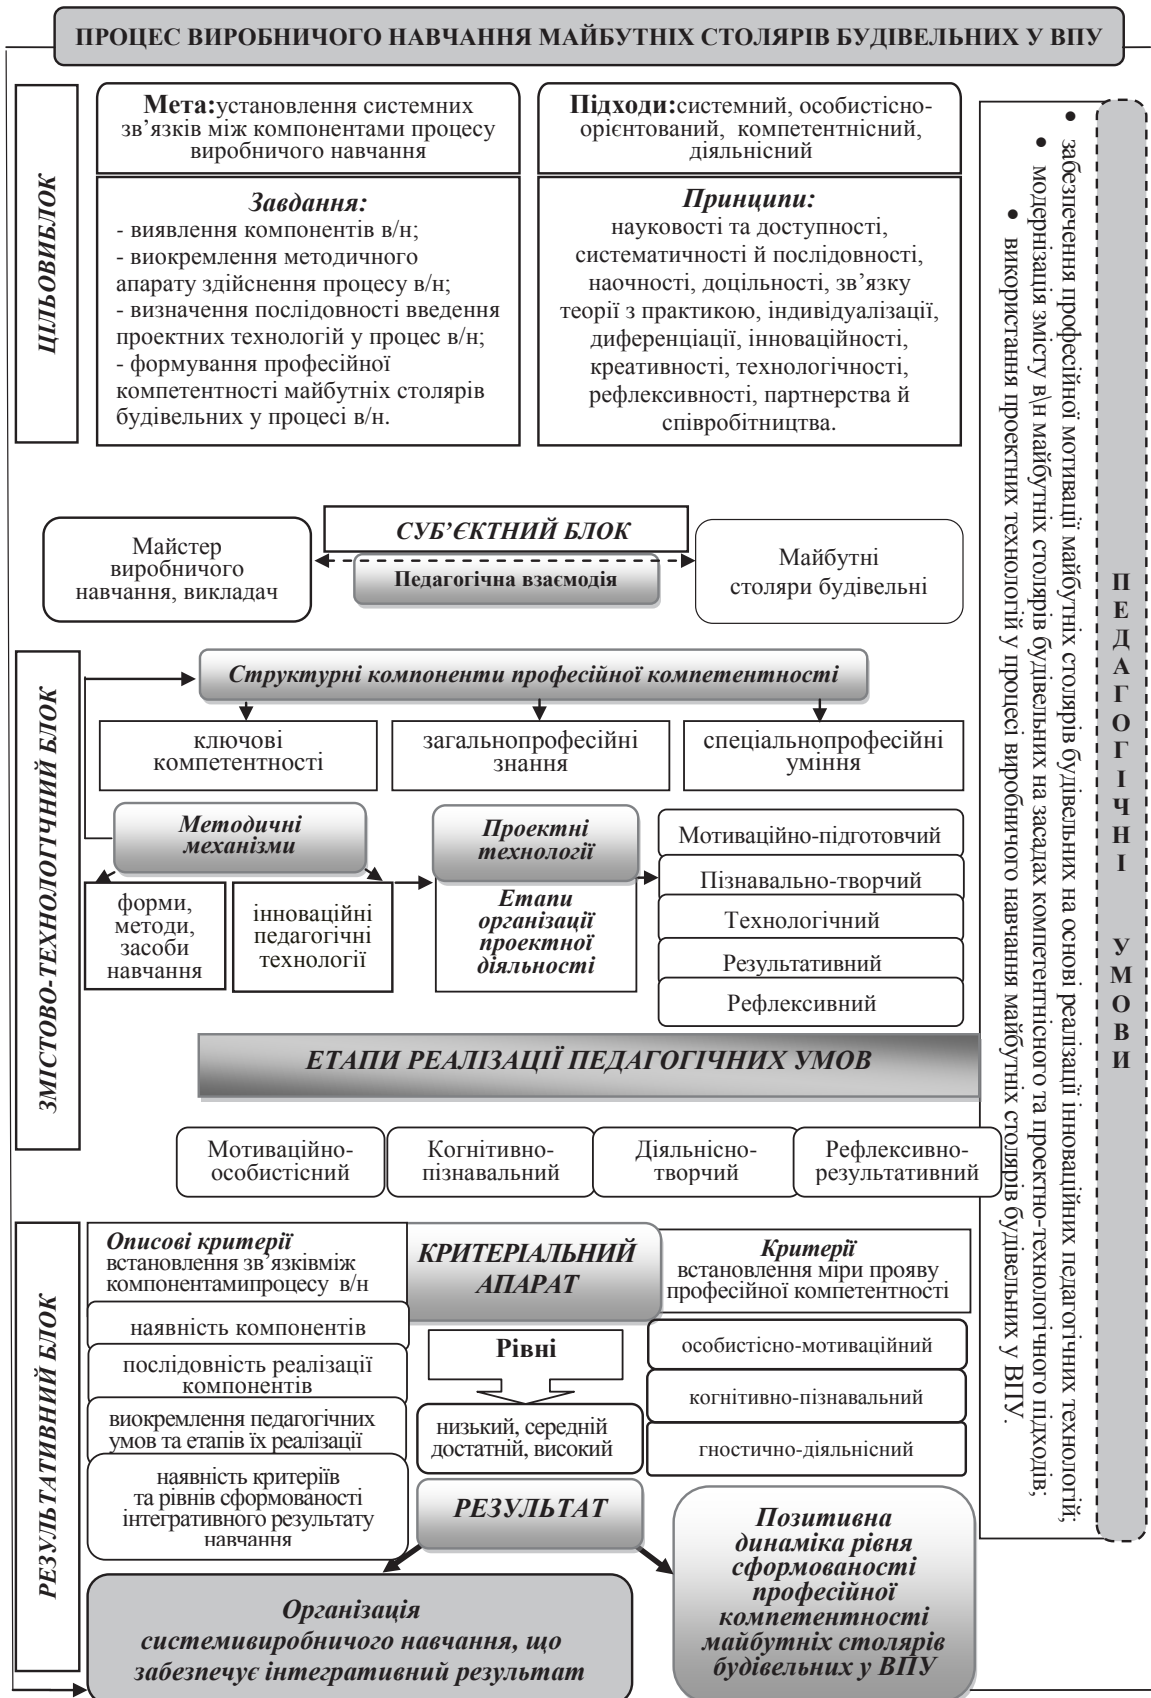 ПРОЦЕС ВИРОБНИЧОГО НАВЧАННЯ МАЙБУТНІХ СТОЛЯРІВ БУДІВЕЛЬНИХ У ВПУ
ЦІЛЬОВИБЛОК
Мета:установлення системних
зв’язків між компонентами процесу
виробничого навчання
Підходи:системний, особистісно-
орієнтований, компетентнісний,
діяльнісний
Завдання:
- виявлення компонентів в/н;
- виокремлення методичного
апарату здійснення процесу в/н;
- визначення послідовності введення
проектних технологій у процес в/н;
- формування професійної
компетентності майбутніх столярів
будівельних у процесі в/н.
Принципи:
науковості та доступності,
систематичності й послідовності,
наочності, доцільності, зв’язку
теорії з практикою, індивідуалізації,
диференціації, інноваційності,
креативності, технологічності,
рефлексивності, партнерства й
співробітництва.
Майстер
виробничого
навчання, викладач
СУБ’ЄКТНИЙ БЛОК
Педагогічна взаємодія
Майбутні
столяри будівельні
ЗМІСТОВО-ТЕХНОЛОГІЧНИЙ БЛОК
Структурні компоненти професійної компетентності
ключові
компетентності
загальнопрофесійні
знання
спеціальнопрофесійні
уміння
Методичні
механізми
форми,
методи,
засоби
навчання
інноваційні
педагогічні
технології
Проектні
технології
Етапи
організації
проектної
діяльності
Мотиваційно-підготовчий
Пізнавально-творчий
Технологічний
Результативний
Рефлексивний
ЕТАПИ РЕАЛІЗАЦІЇ ПЕДАГОГІЧНИХ УМОВ
Мотиваційно-
особистісний
Когнітивно-
пізнавальний
Діяльнісно-
творчий
Рефлексивно-
результативний
РЕЗУЛЬТАТИВНИЙ БЛОК
Описові критерії
встановлення зв’язківміж
компонентамипроцесу в/н
наявність компонентів
послідовність реалізації
компонентів
виокремлення педагогічних
умов та етапів їх реалізації
наявність критеріїв
та рівнів сформованості
інтегративного результату
навчання
КРИТЕРІАЛЬНИЙ
АПАРАТ
Рівні
низький, середній
достатній, високий
Критерії
встановлення міри прояву
професійної компетентності
особистісно-мотиваційний
когнітивно-пізнавальний
гностично-діяльнісний
РЕЗУЛЬТАТ
Організація
системивиробничого навчання, що
забезпечує інтегративний результат
Позитивна
динаміка рівня
сформованості
професійної
компетентності
майбутніх столярів
будівельних у ВПУ
• забезпечення професійної мотивації майбутніх столярів будівельних на основі реалізації інноваційних педагогічних технологій;
• модернізація змісту в\н майбутніх столярів будівельних на засадах компетентнісного та проектно-технологічного підходів;
• використання проектних технологій у процесі виробничого навчання майбутніх столярів будівельних у ВПУ.
ПЕДАГОГІЧНІ УМОВИ